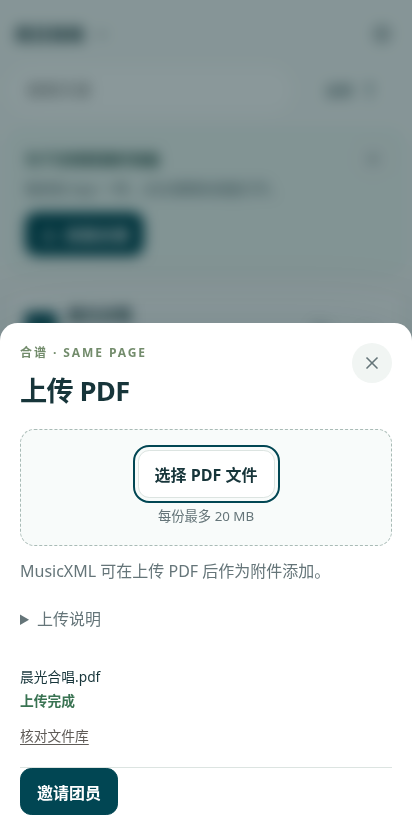 合谱 · SAME PAGE
上传 PDF
选择 PDF 文件
每份最多 20 MB
MusicXML 可在上传 PDF 后作为附件添加。
上传说明
晨光合唱.pdf
上传完成
核对文件库
邀请团员